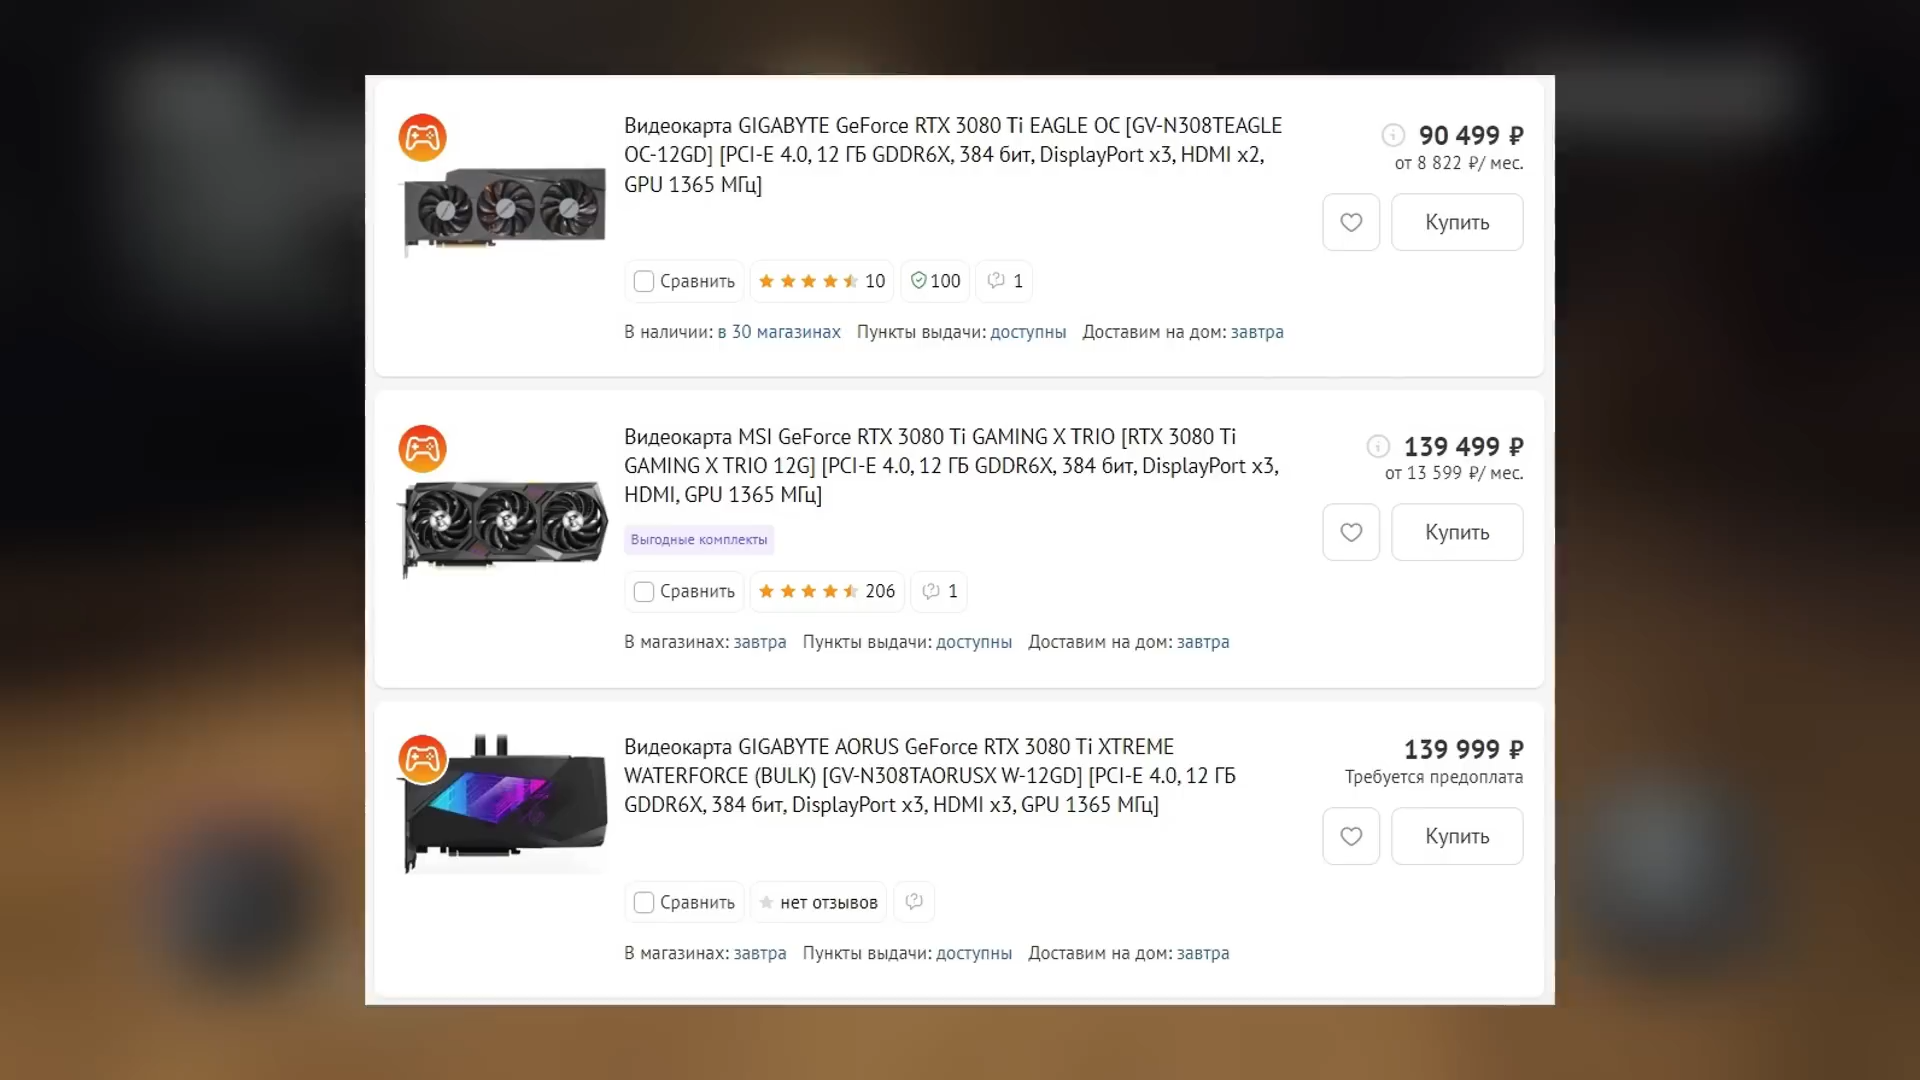 Видеокарта GIGABYTE GeForce RTX 3080 Ti EAGLE OC [GV-N308TEAGLE
OC-12GD] [PCI-E 4.0, 12 ГБ GDDR6X, 384 бит, DisplayPort x3, HDMI x2,
GPU 1365 МГц]
90 499 ₽
от 8 822 ₽/ мес.
Купить
Сравнить
10
100
1
В наличии: в 30 магазинах Пункты выдачи: доступны Доставим на дом: завтра
Видеокарта MSI GeForce RTX 3080 Ti GAMING X TRIO [RTX 3080 Ti
GAMING X TRIO 12G] [PCI-E 4.0, 12 ГБ GDDR6X, 384 бит, DisplayPort x3,
HDMI, GPU 1365 МГц]
139 499 ₽
от 13 599 ₽/ мес.
Выгодные комплекты
Купить
Сравнить
206
1
В магазинах: завтра Пункты выдачи: доступны Доставим на дом: завтра
Видеокарта GIGABYTE AORUS GeForce RTX 3080 Ti XTREME
WATERFORCE (BULK) [GV-N308TAORUSX W-12GD] [PCI-E 4.0, 12 ГБ
GDDR6X, 384 бит, DisplayPort x3, HDMI x3, GPU 1365 МГц]
139 999 ₽
Требуется предоплата
Купить
Сравнить
нет отзывов
В магазинах: завтра Пункты выдачи: доступны Доставим на дом: завтра